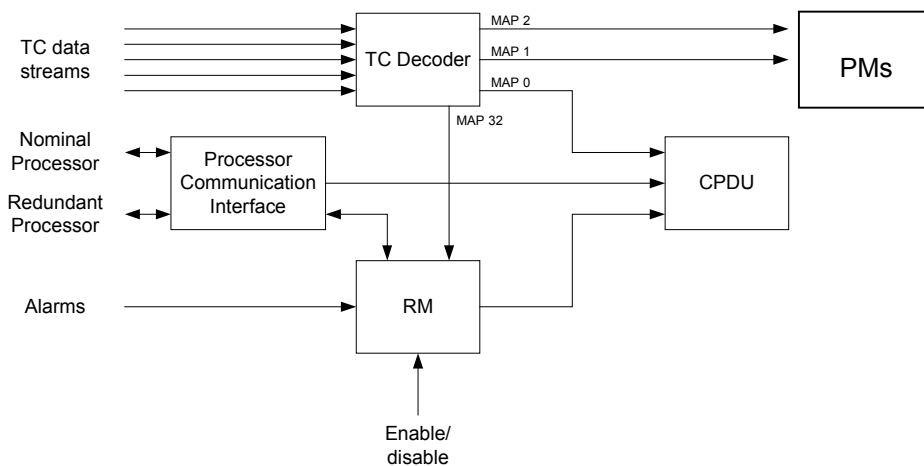 TC data
streams
TC Decoder
MAP 2
MAP 1
MAP 0
MAP 32
PMs
Nominal
Processor
Redundant
Processor
Processor
Communication
Interface
CPDU
Alarms
RM
Enable/
disable